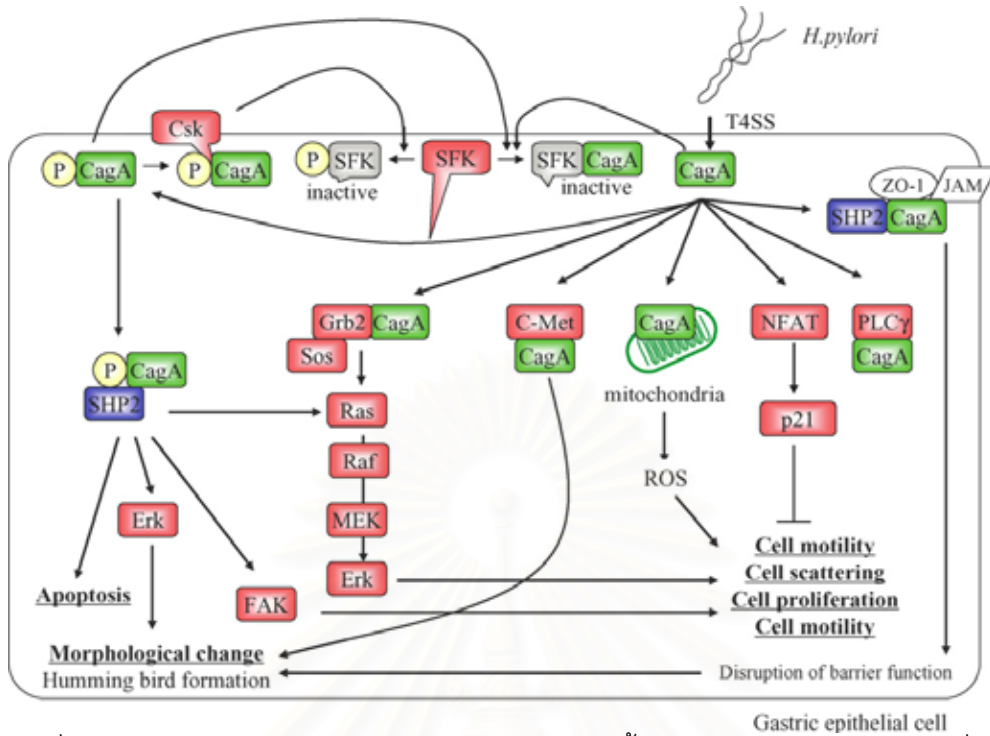 H.pylori
T4SS
Csk
P CagA
P CagA
P SFK
inactive
SFK
SFK CagA
inactive
CagA
ZO-1 JAM
SHP2 CagA
Grb2 CagA
Sos
C-Met
CagA
CagA
mitochondria
NFAT
PLCγ
CagA
P CagA
SHP2
Ras
p21
Raf
ROS
Erk
MEK
Erk
Cell motility
Cell scattering
Cell proliferation
Cell motility
Apoptosis
FAK
Morphological change
Humming bird formation
Disruption of barrier function
Gastric epithelial cell